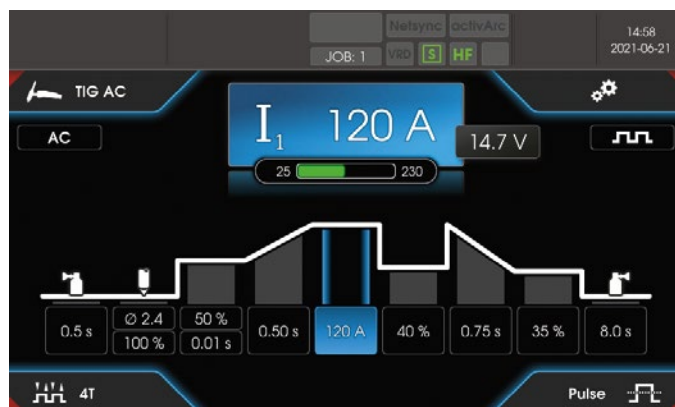 Netsync activArc
JOB: 1 VRD S HF
14:58
2021-06-21
TIG AC
AC
I1 120 A
14.7 V
25 230
0.5 s
Ø 2.4
100 %
50 %
0.01 s
0.50 s
120 A
40 %
0.75 s
35 %
8.0 s
4T
Pulse